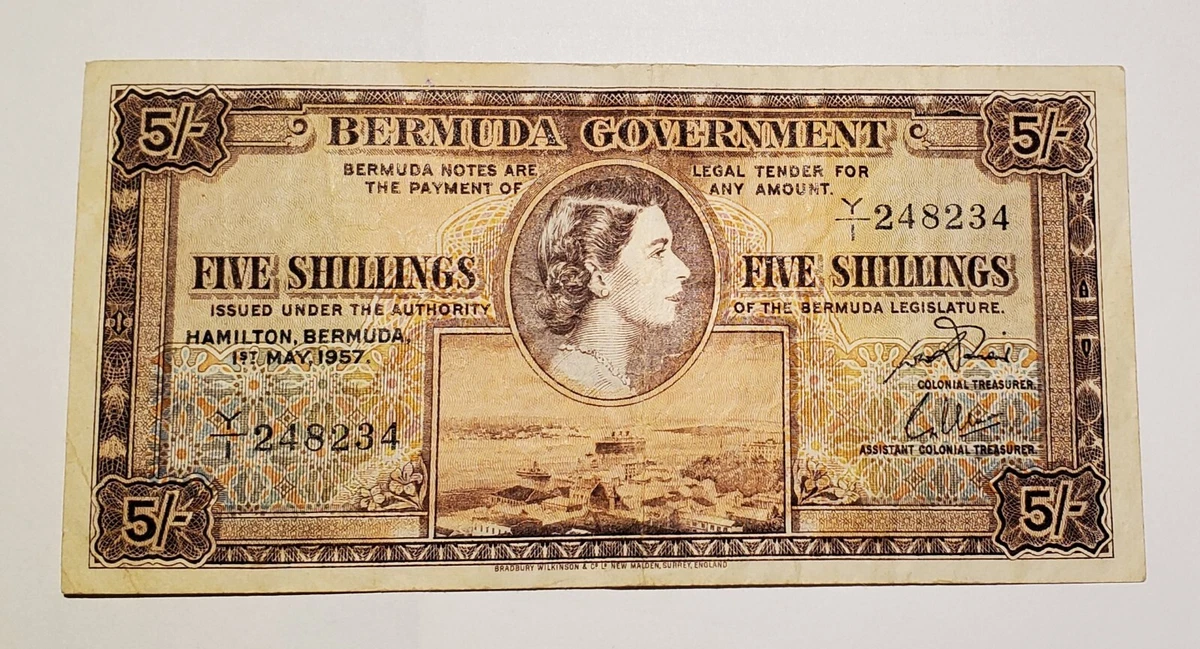 5/- BERMUDA GOVERNMENT 5/-
BERMUDA NOTES ARE LEGAL TENDER FOR
THE PAYMENT OF ANY AMOUNT.
Y/1 248234
FIVE SHILLINGS FIVE SHILLINGS
ISSUED UNDER THE AUTHORITY OF THE BERMUDA LEGISLATURE.
HAMILTON, BERMUDA,
1ST MAY, 1957.
COLONIAL TREASURER.
Y/1 248234
ASSISTANT COLONIAL TREASURER.
5/- 5/-
BRADBURY WILKINSON & Cº Lº NEW MALDEN, SURREY, ENGLAND